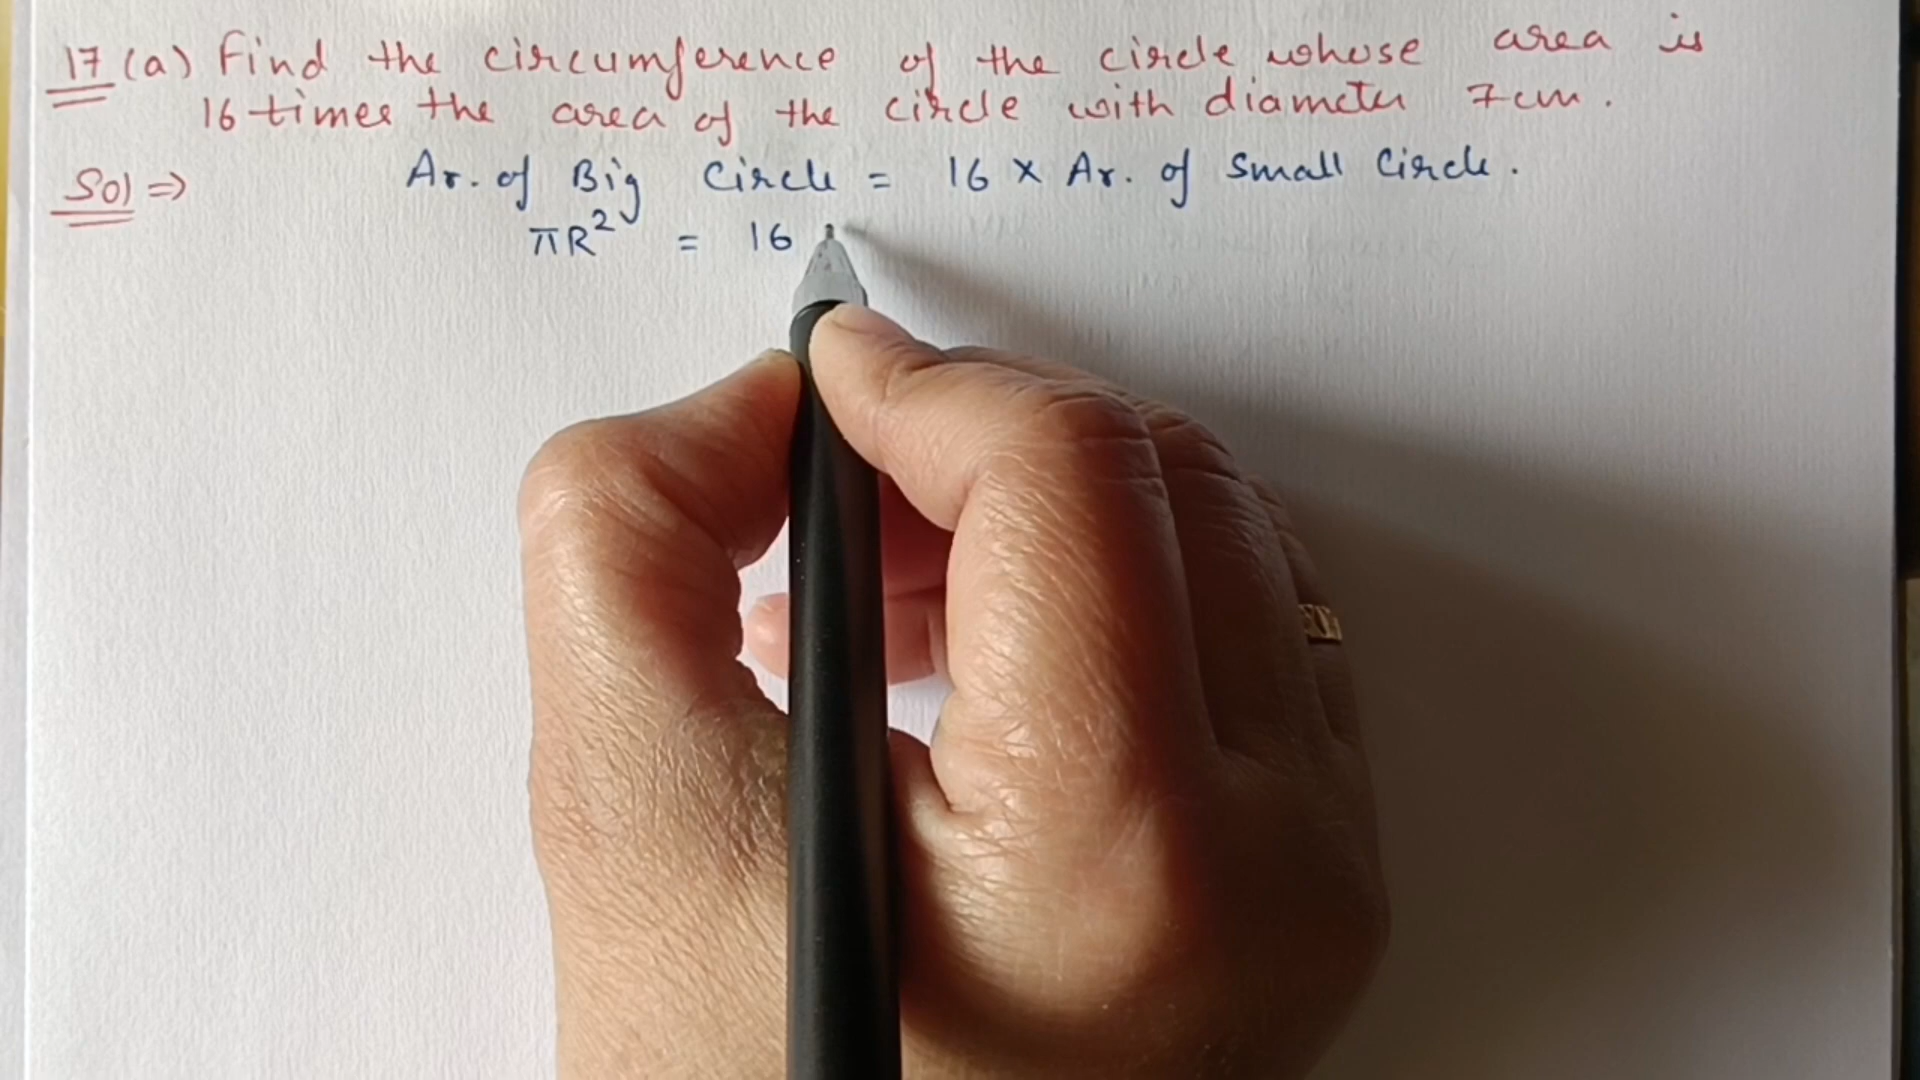 17 (a) Find the circumference of the circle whose area is
16 times the area of the circle with diameter 7cm.
Sol => Ar. of Big Circle = 16 × Ar. of Small Circle.
πR² = 16